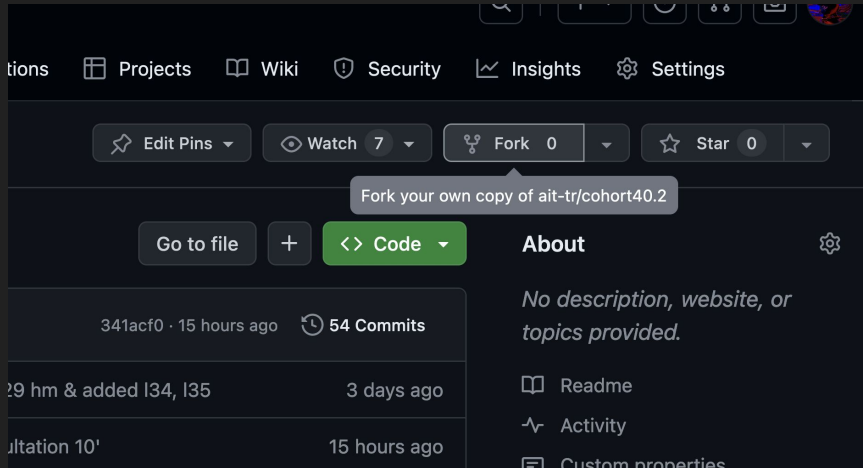 tions Projects Wiki Security Insights Settings
Edit Pins Watch 7 Fork 0 Star 0
Fork your own copy of ait-tr/cohort40.2
Go to file + <> Code About
No description, website, or
topics provided.
341acf0 · 15 hours ago 54 Commits
Readme
29 hm & added l34, l35 3 days ago
Activity
ultation 10' 15 hours ago
Custom properties